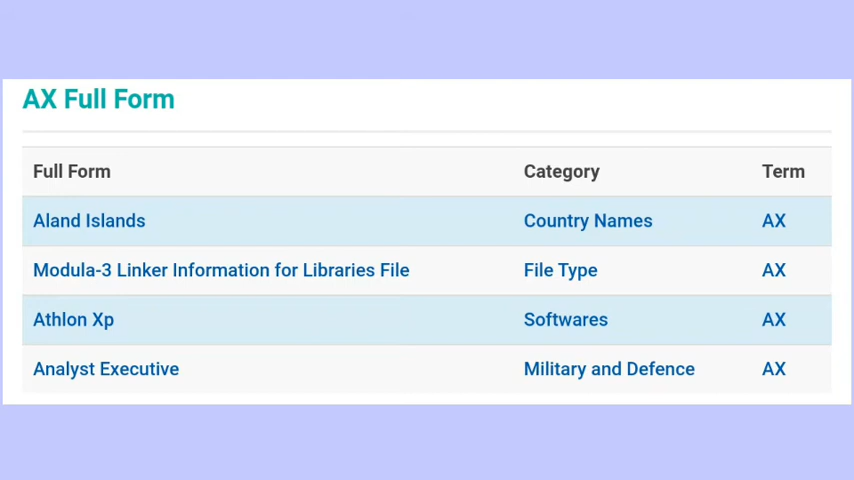 AX Full Form
Full Form Category Term
Aland Islands Country Names AX
Modula-3 Linker Information for Libraries File File Type AX
Athlon Xp Softwares AX
Analyst Executive Military and Defence AX